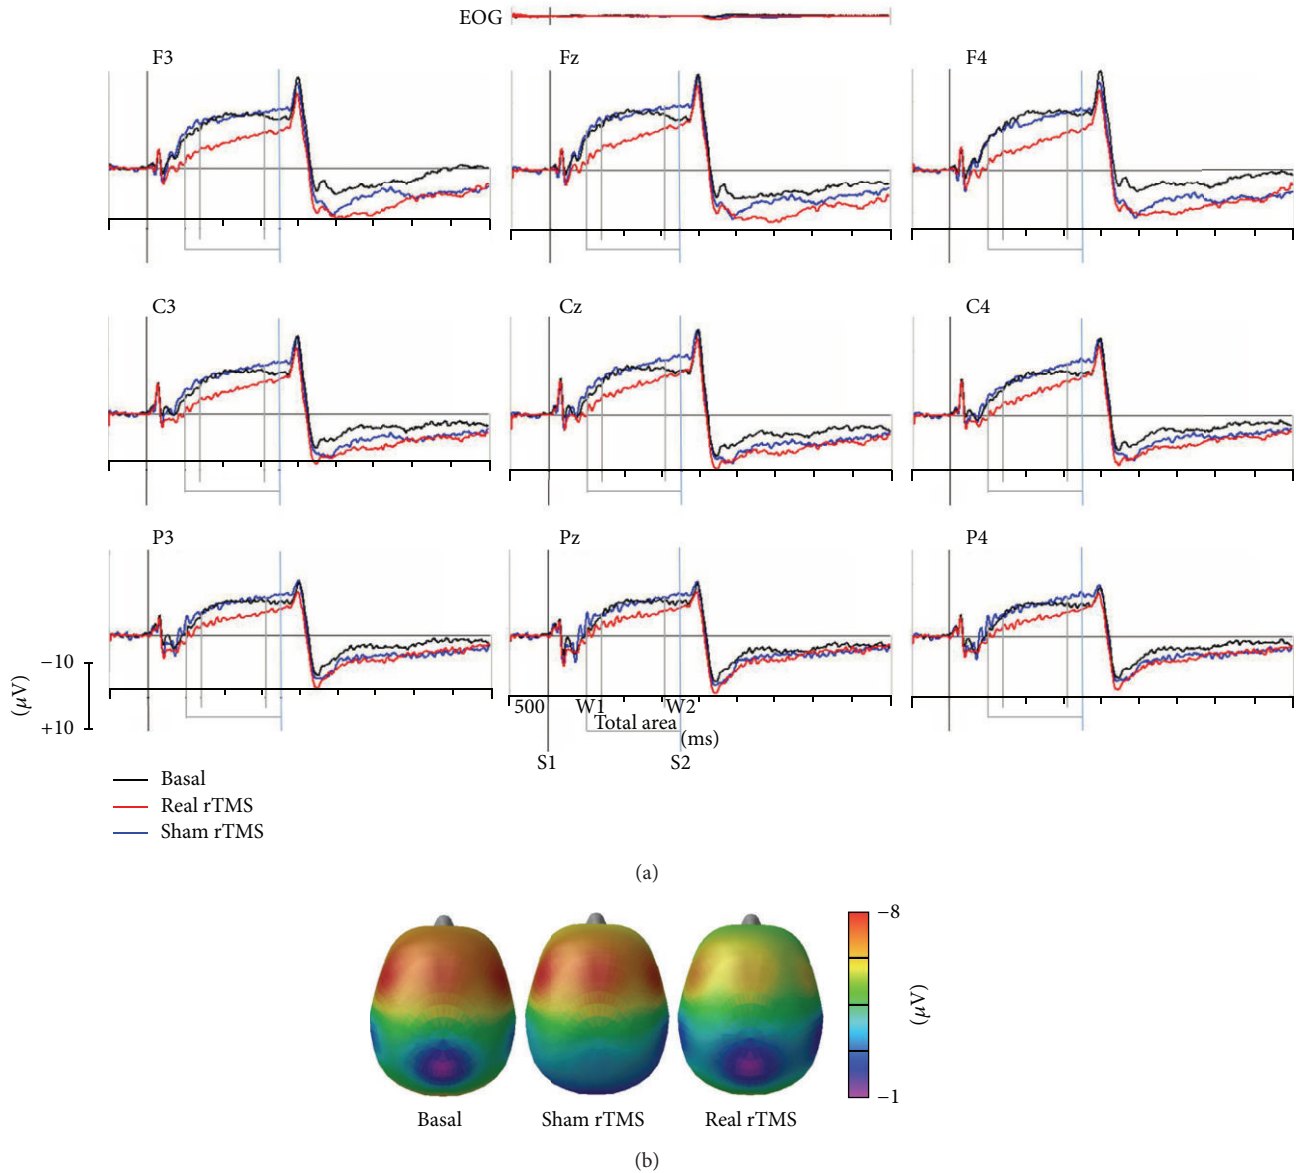 EOG
F3 Fz F4
C3 Cz C4
P3 Pz P4
−10
(μV)
+10
500 W1 W2
Total area
(ms)
S1 S2
Basal
Real rTMS
Sham rTMS
(a)
−8
(μV)
−1
Basal Sham rTMS Real rTMS
(b)